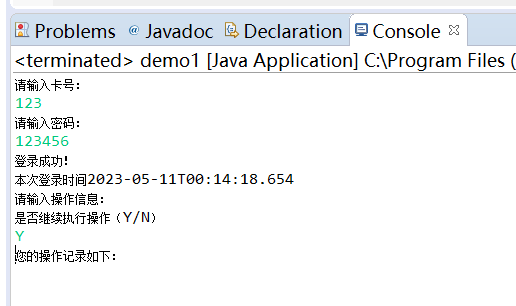 Problems @ Javadoc Declaration Console
<terminated> demo1 [Java Application] C:\Program Files (
请输入卡号：
123
请输入密码：
123456
登录成功！
本次登录时间2023-05-11T00:14:18.654
请输入操作信息：
是否继续执行操作（Y/N）
Y
您的操作记录如下：